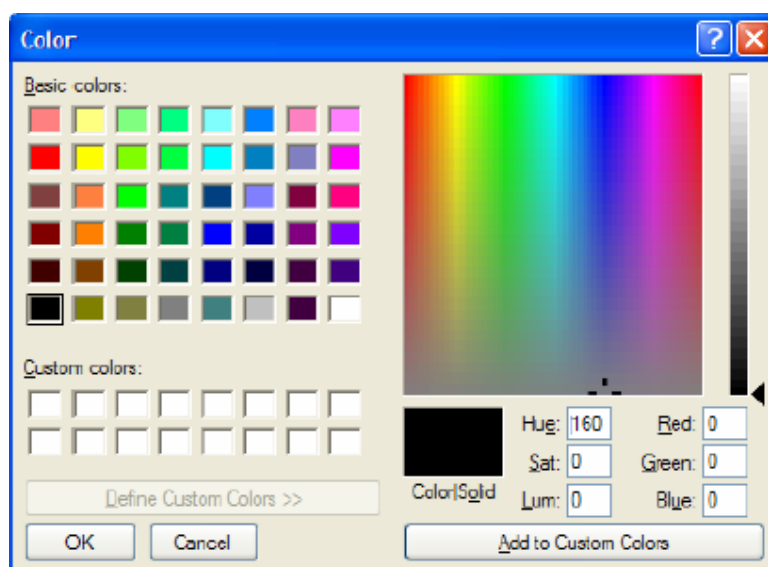 Color
Basic colors:
Custom colors:
Define Custom Colors >>
OK Cancel
Color|Solid
Hue: 160 Red: 0
Sat: 0 Green: 0
Lum: 0 Blue: 0
Add to Custom Colors